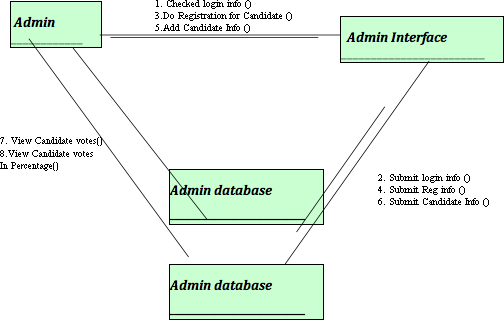 1. Checked login info ()
3.Do Registration for Candidate ()
5.Add Candidate Info ()
Admin
Admin Interface
7. View Candidate votes()
8.View Candidate votes
In Percentage()
Admin database
2. Submit login info ()
4. Submit Reg info ()
6. Submit Candidate Info ()
Admin database